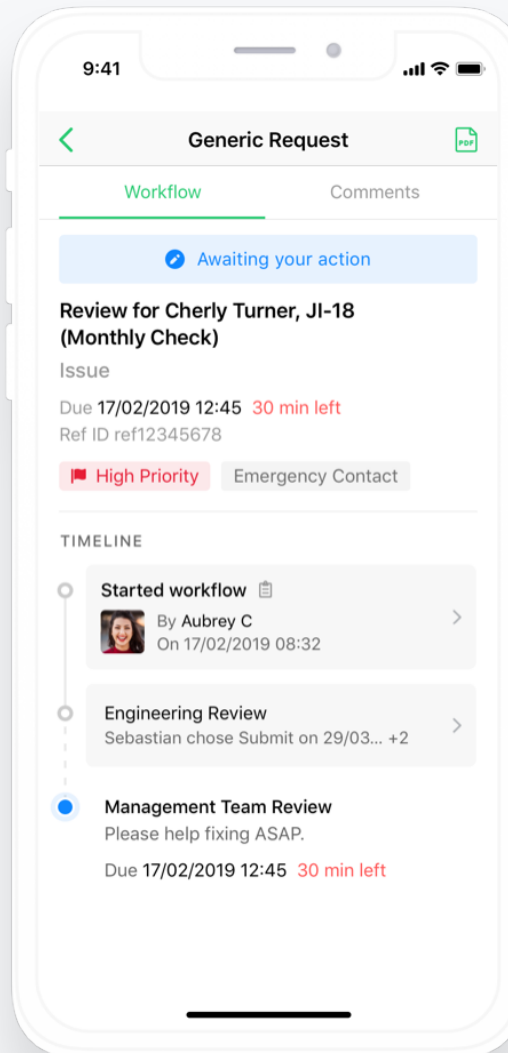 9:41
Generic Request
PDF
Workflow
Comments
Awaiting your action
Review for Cherly Turner, JI-18
(Monthly Check)
Issue
Due 17/02/2019 12:45 30 min left
Ref ID ref12345678
High Priority
Emergency Contact
TIMELINE
Started workflow
By Aubrey C
On 17/02/2019 08:32
Engineering Review
Sebastian chose Submit on 29/03... +2
Management Team Review
Please help fixing ASAP.
Due 17/02/2019 12:45 30 min left